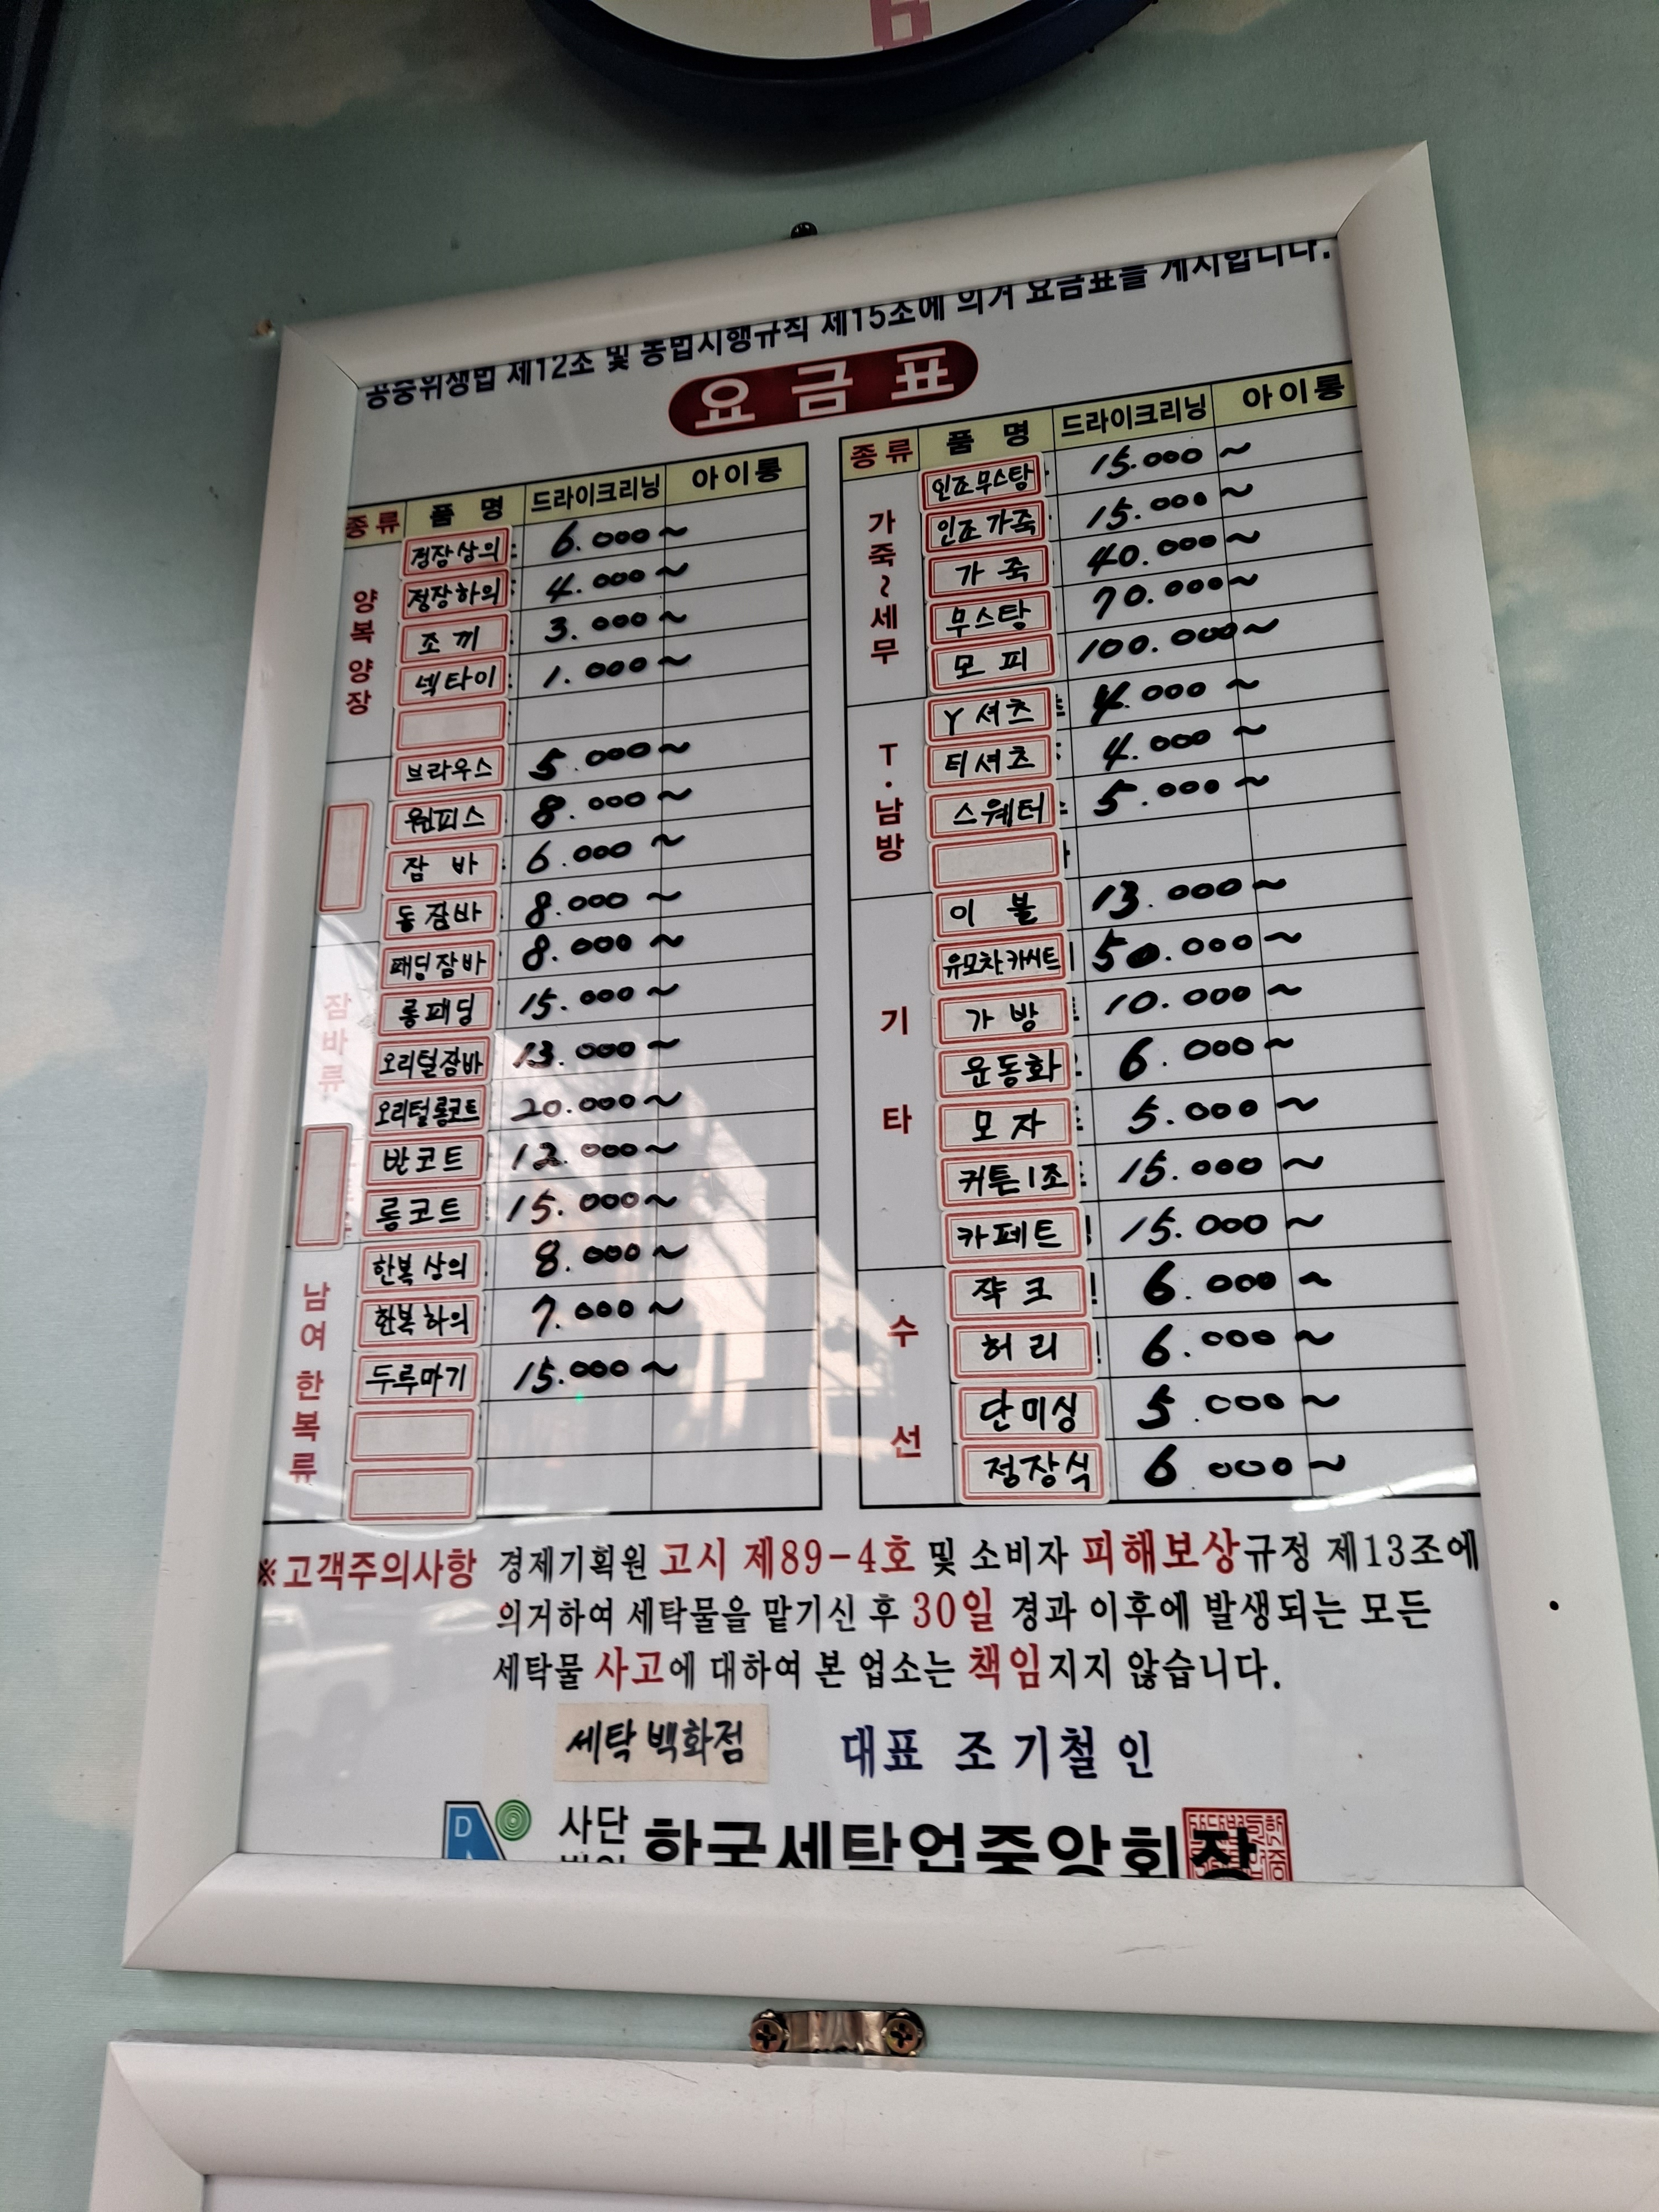 6
공중위생법 제12조 및 동법시행규칙 제15조에 의거 요금표를 게시합니다.
요금표
종류 품명 드라이크리닝 아이롱
양복 양장
정장상의 6.000~
정장하의 4.000~
조끼 3.000~
넥타이 1.000~
브라우스 5.000~
원피스 8.000~
잠바 6.000~
잠바류
동잠바 8.000~
패딩잠바 8.000~
롱패딩 15.000~
오리털잠바 13.000~
오리털롱코트 20.000~
반코트 12.000~
롱코트 15.000~
남여 한복류
한복상의 8.000~
한복하의 7.000~
두루마기 15.000~
종류 품명 드라이크리닝 아이롱
가죽~세무
인조무스탕 15.000~
인조가죽 15.000~
가죽 40.000~
무스탕 70.000~
모피 100.000~
T.남방
Y셔츠 4.000~
티셔츠 4.000~
스웨터 5.000~
기타
이불 13.000~
유모차.카시트 50.000~
가방 10.000~
운동화 6.000~
모자 5.000~
커튼1조 15.000~
카페트 15.000~
수선
쟉크 6.000~
허리 6.000~
단미싱 5.000~
정장식 6 000~
※고객주의사항 경제기획원 고시 제89-4호 및 소비자 피해보상규정 제13조에
의거하여 세탁물을 맡기신 후 30일 경과 이후에 발생되는 모든
세탁물 사고에 대하여 본 업소는 책임지지 않습니다.
세탁백화점 대표 조기철 인
D 사단법인 한국세탁업중앙회장